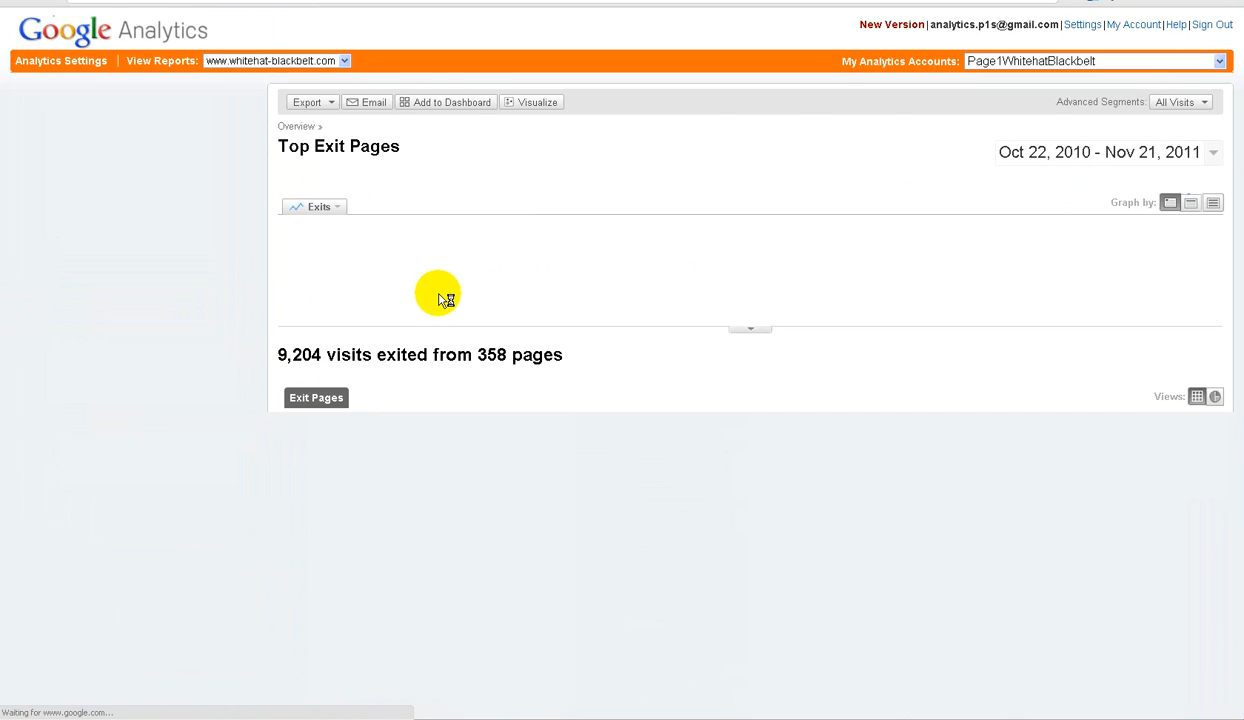 Google Analytics
New Version | analytics.p1s@gmail.com | Settings | My Account | Help | Sign Out
Analytics Settings | View Reports: www.whitehat-blackbelt.com My Analytics Accounts: Page1WhitehatBlackbelt
Export Email Add to Dashboard Visualize Advanced Segments: All Visits
Overview »
Top Exit Pages
Oct 22, 2010 - Nov 21, 2011
Exits Graph by:
9,204 visits exited from 358 pages
Exit Pages Views:
Waiting for www.google.com...